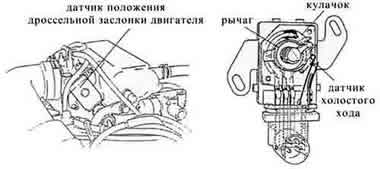 датчик положения
дроссельной заслонки двигателя
кулачок
рычаг
датчик
холостого
хода